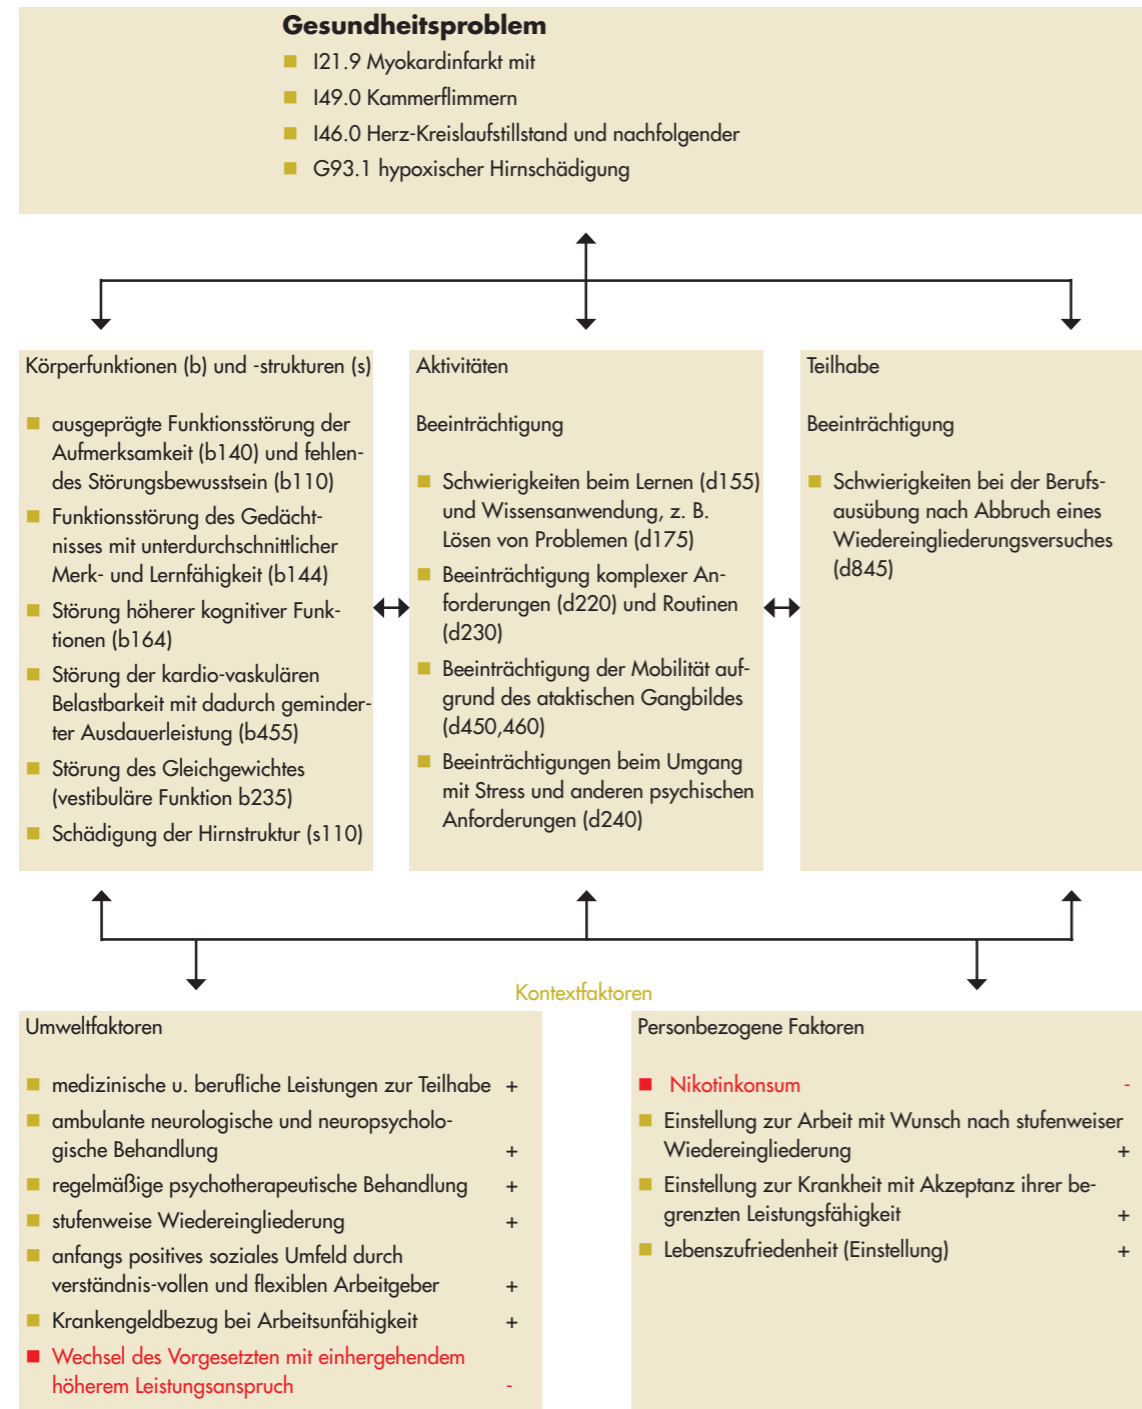 Gesundheitsproblem
■ I21.9 Myokardinfarkt mit
■ I49.0 Kammerflimmern
■ I46.0 Herz-Kreislaufstillstand und nachfolgender
■ G93.1 hypoxischer Hirnschädigung
Körperfunktionen (b) und -strukturen (s)
■ ausgeprägte Funktionsstörung der
Aufmerksamkeit (b140) und fehlen-
des Störungsbewusstsein (b110)
■ Funktionsstörung des Gedächt-
nisses mit unterdurchschnittlicher
Merk- und Lernfähigkeit (b144)
■ Störung höherer kognitiver Funk-
tionen (b164)
■ Störung der kardio-vaskulären
Belastbarkeit mit dadurch geminder-
ter Ausdauerleistung (b455)
■ Störung des Gleichgewichtes
(vestibuläre Funktion b235)
■ Schädigung der Hirnstruktur (s110)
Aktivitäten
Beeinträchtigung
■ Schwierigkeiten beim Lernen (d155)
und Wissensanwendung, z. B.
Lösen von Problemen (d175)
■ Beeinträchtigung komplexer An-
forderungen (d220) und Routinen
(d230)
■ Beeinträchtigung der Mobilität auf-
grund des ataktischen Gangbildes
(d450,460)
■ Beeinträchtigungen beim Umgang
mit Stress und anderen psychischen
Anforderungen (d240)
Teilhabe
Beeinträchtigung
■ Schwierigkeiten bei der Berufs-
ausübung nach Abbruch eines
Wiedereingliederungsversuches
(d845)
Kontextfaktoren
Umweltfaktoren
■ medizinische u. berufliche Leistungen zur Teilhabe +
■ ambulante neurologische und neuropsycholo-
gische Behandlung +
■ regelmäßige psychotherapeutische Behandlung +
■ stufenweise Wiedereingliederung +
■ anfangs positives soziales Umfeld durch
verständnis-vollen und flexiblen Arbeitgeber +
■ Krankengeldbezug bei Arbeitsunfähigkeit +
■ Wechsel des Vorgesetzten mit einhergehendem
höherem Leistungsanspruch -
Personbezogene Faktoren
■ Nikotinkonsum -
■ Einstellung zur Arbeit mit Wunsch nach stufenweiser
Wiedereingliederung +
■ Einstellung zur Krankheit mit Akzeptanz ihrer be-
grenzten Leistungsfähigkeit +
■ Lebenszufriedenheit (Einstellung) +